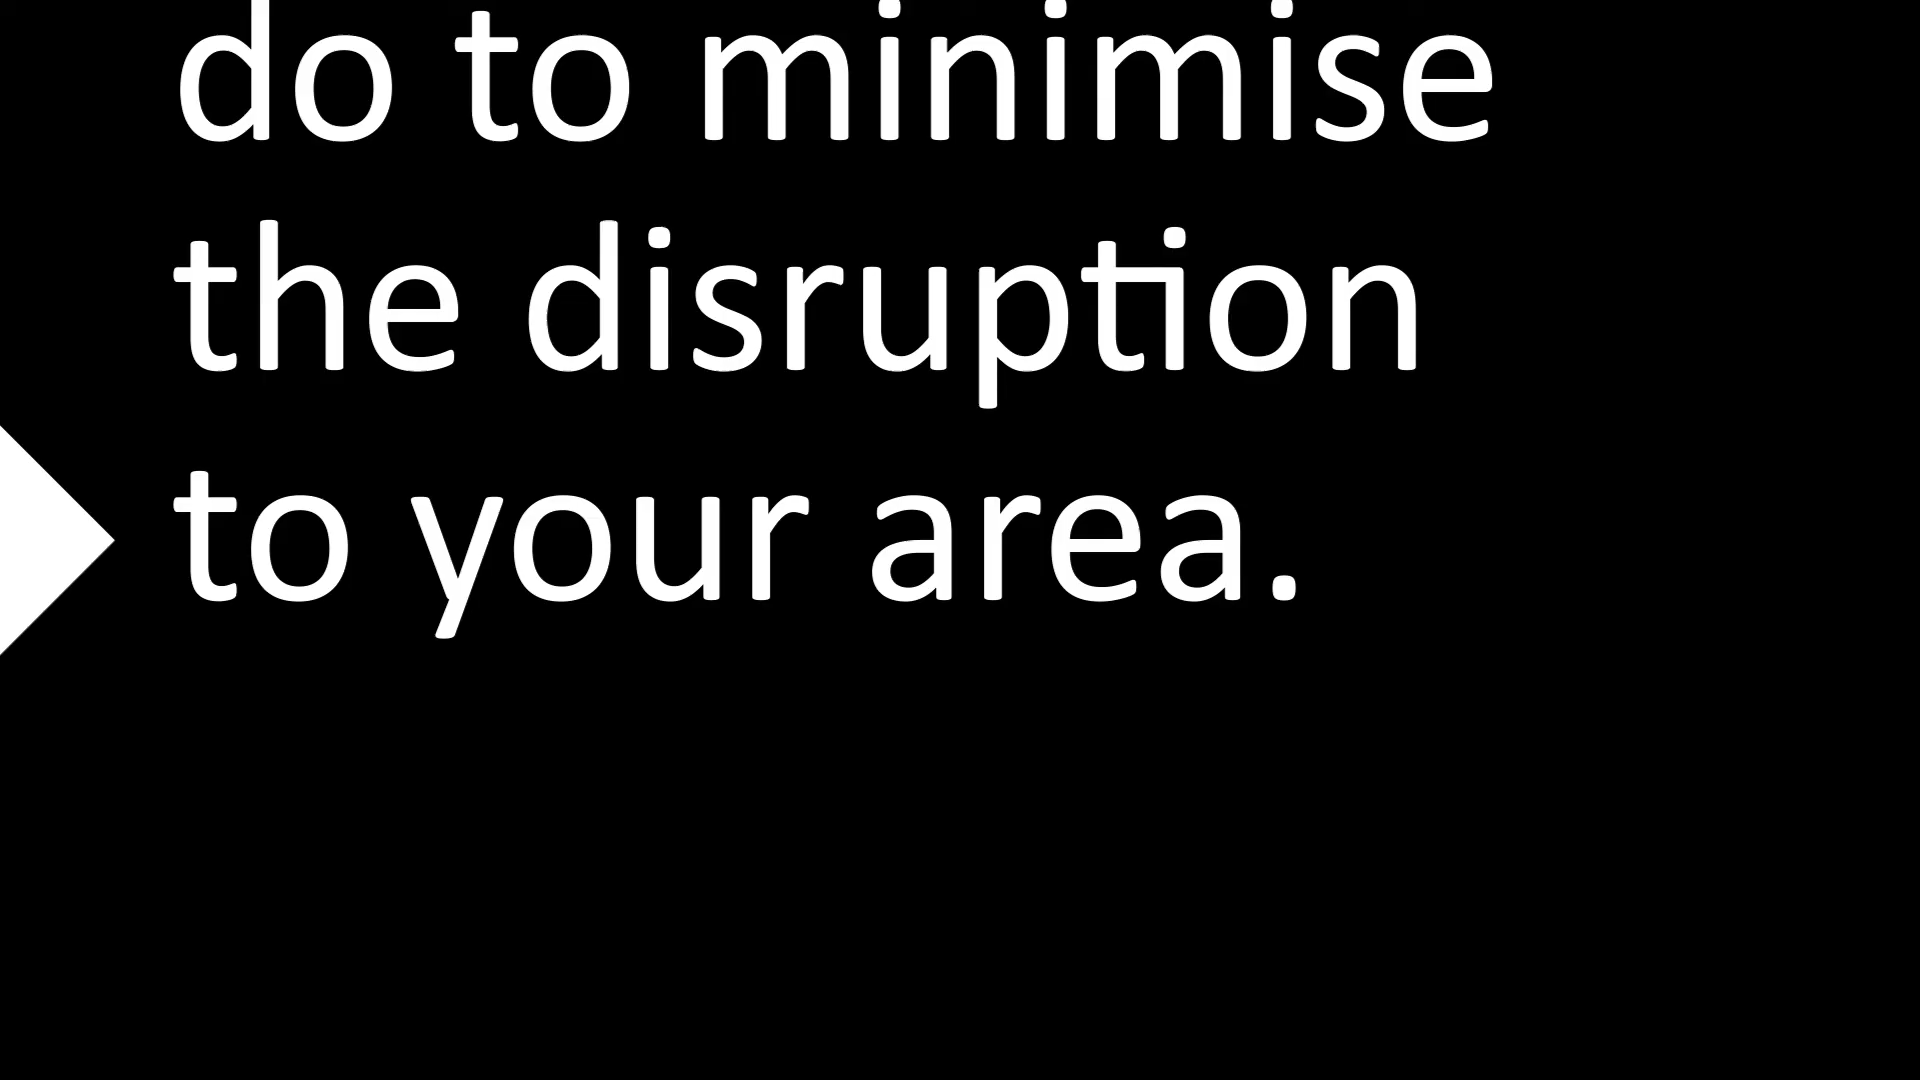 do to minimise
the disruption
to your area.